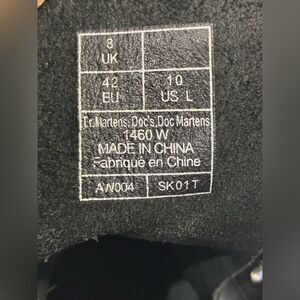 8
UK
42
EU
10
US L
Dr.Martens.Doc's.Doc Martens
1460 W
MADE IN CHINA
Fabriqué en Chine
AW004
SK01T